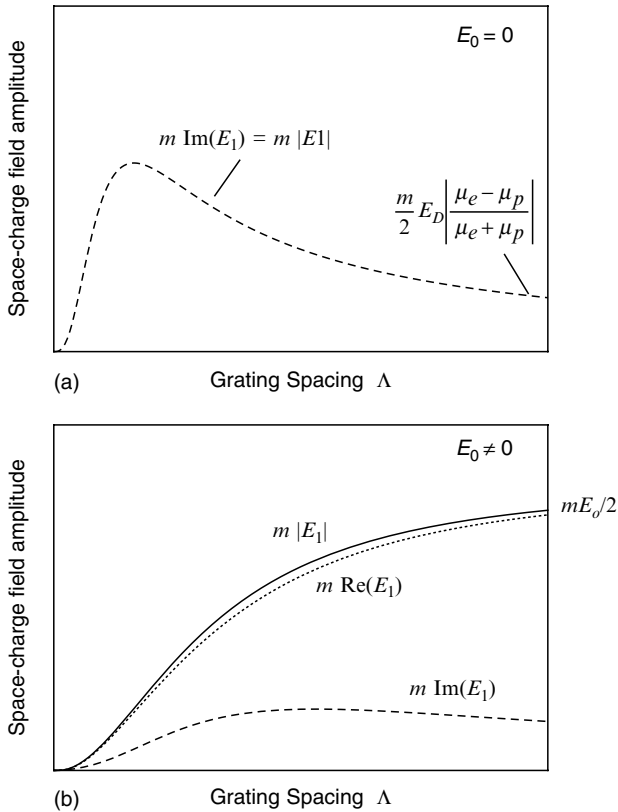 Space-charge field amplitude
E₀ = 0
m Im(E₁) = m |E1|
m/2 E_D |μₑ − μₚ / μₑ + μₚ|
(a)
Grating Spacing Λ
Space-charge field amplitude
E₀ ≠ 0
mEₒ/2
m |E₁|
m Re(E₁)
m Im(E₁)
(b)
Grating Spacing Λ